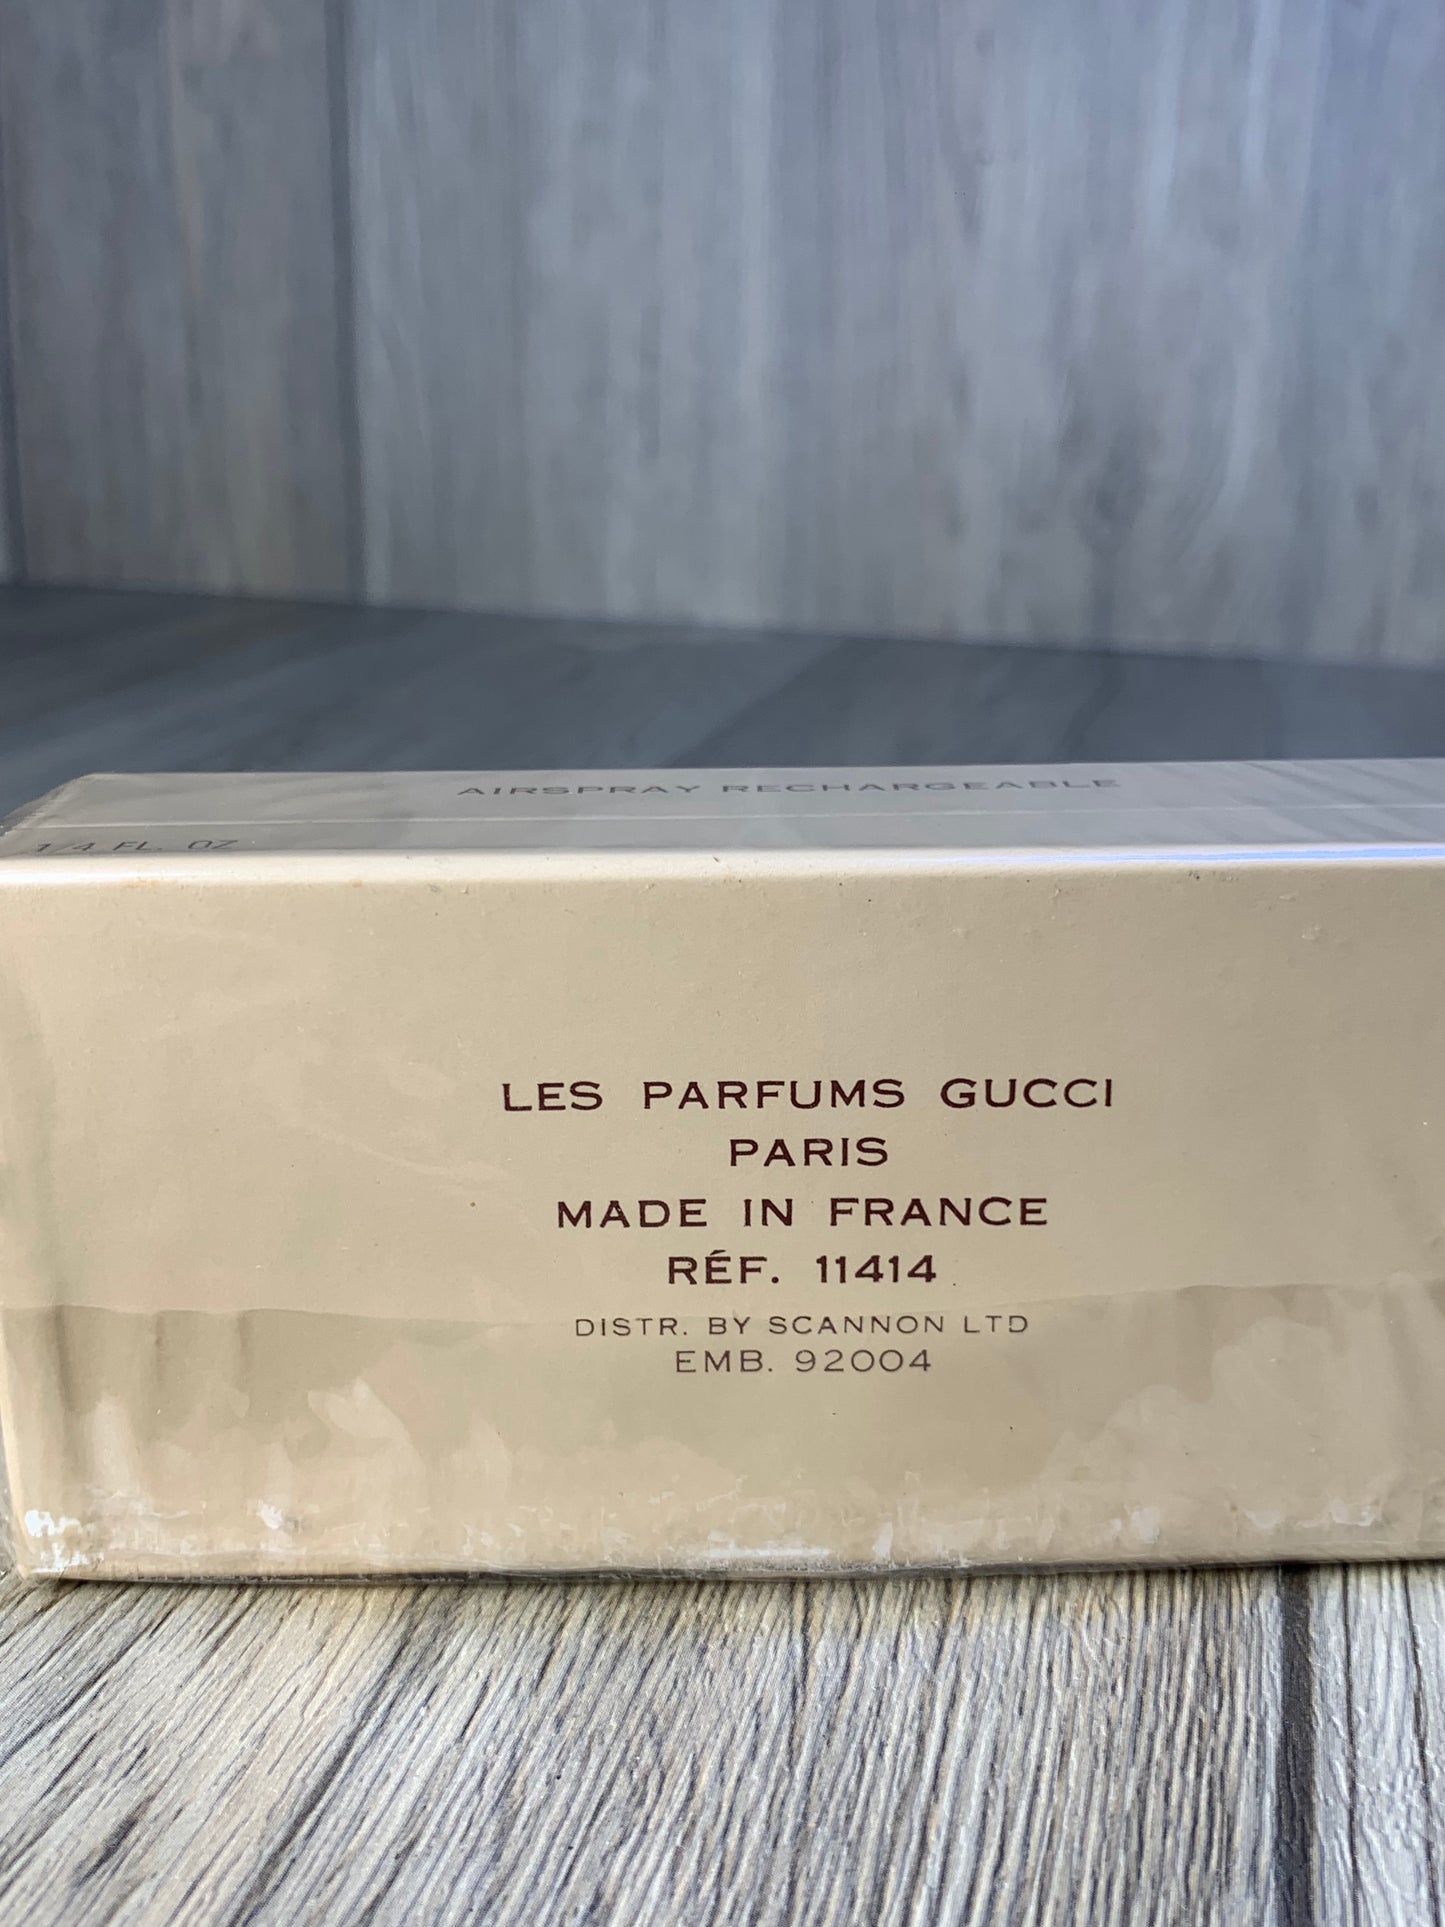 AIRSPRAY RECHARGEABLE
1/4 FL. OZ
LES PARFUMS GUCCI
PARIS
MADE IN FRANCE
RÉF. 11414
DISTR. BY SCANNON LTD
EMB. 92004